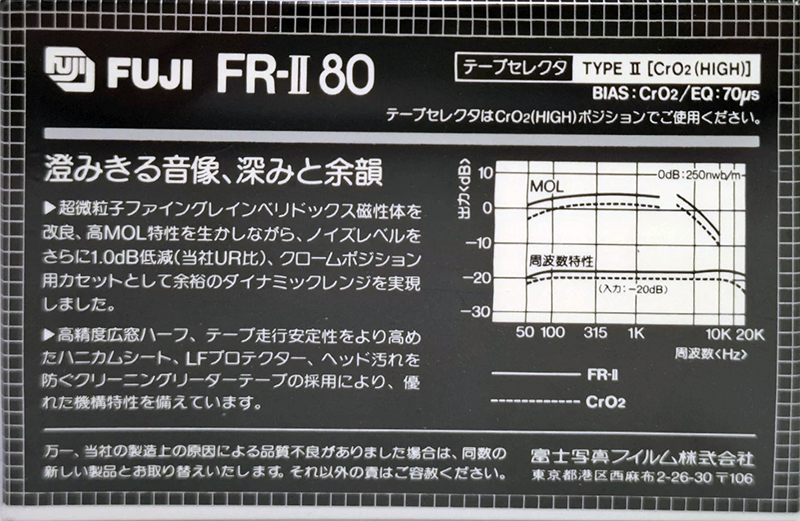 FUJI FR-II 80
テープセレクタ TYPE II [CrO2(HIGH)]
BIAS:CrO2/EQ:70μs
テープセレクタはCrO2(HIGH)ポジションでご使用ください。
澄みきる音像、深みと余韻
▶超微粒子ファイングレインベリドックス磁性体を
改良、高MOL特性を生かしながら、ノイズレベルを
さらに1.0dB低減(当社UR比)、クロームポジション
用カセットとして余裕のダイナミックレンジを実現
しました。
▶高精度広窓ハーフ、テープ走行安定性をより高め
たハニカムシート、LFプロテクター、ヘッド汚れを
防ぐクリーニングリーダーテープの採用により、優
れた機構特性を備えています。
出力<dB>
10
0
-10
-20
-30
0dB:250nwb/m
MOL
周波数特性
(入力:-20dB)
50 100 315 1K 10K 20K
周波数<Hz>
FR-II
CrO2
万一、当社の製造上の原因による品質不良がありました場合は、同数の
新しい製品とお取り替えいたします。それ以外の責はご容赦ください。
富士写真フイルム株式会社
東京都港区西麻布2-26-30 〒106